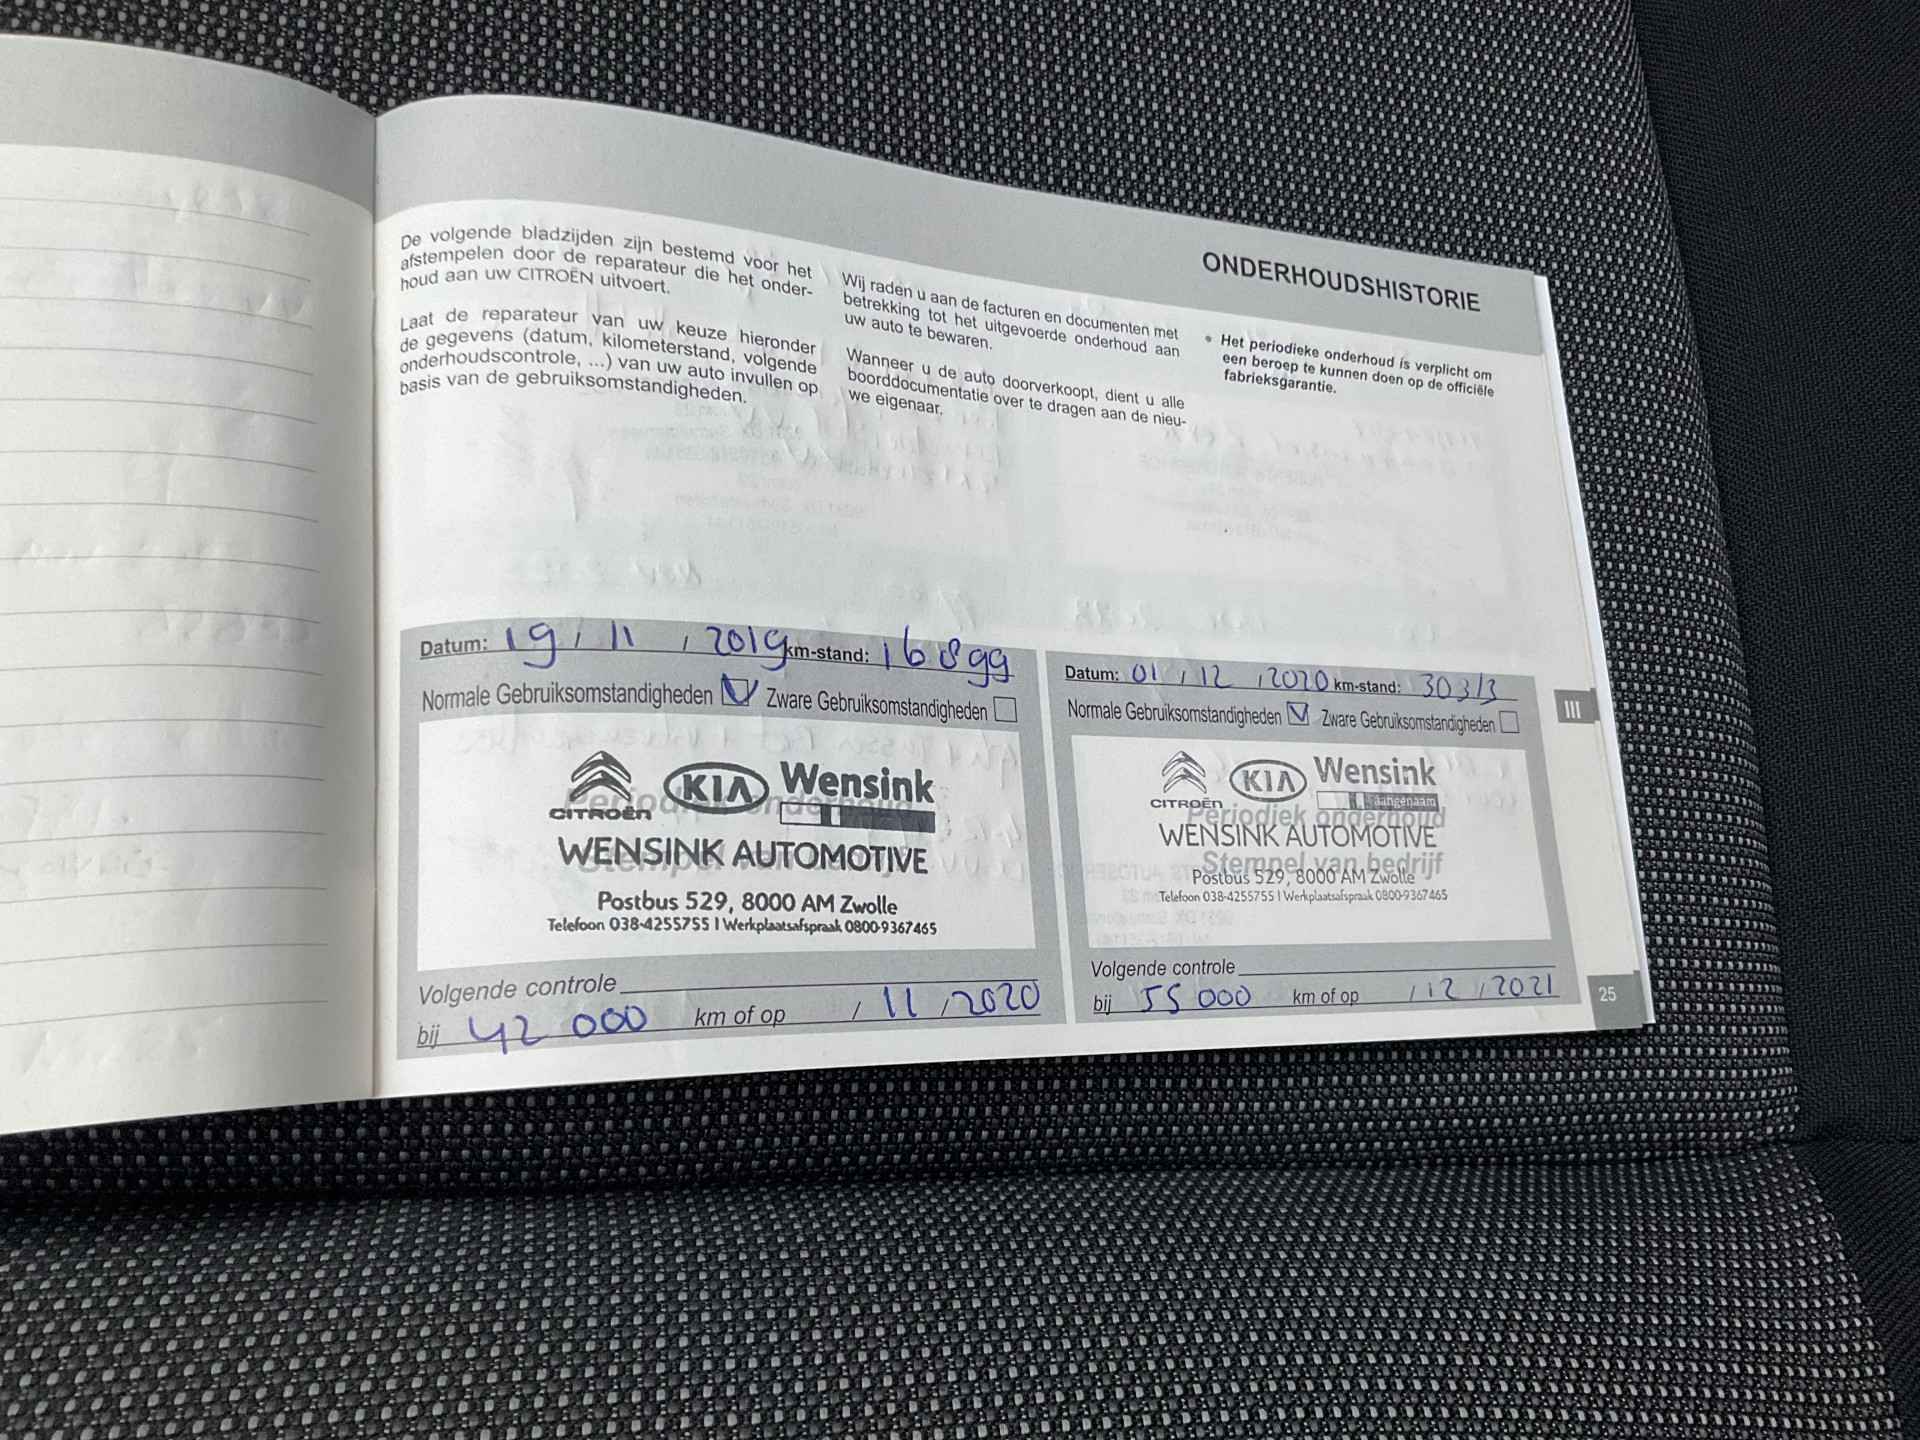 ONDERHOUDSHISTORIE
De volgende bladzijden zijn bestemd voor het
afstempelen door de reparateur die het onder-
houd aan uw CITROËN uitvoert.
Laat de reparateur van uw keuze hieronder
de gegevens (datum, kilometerstand, volgende
onderhoudscontrole, ...) van uw auto invullen op
basis van de gebruiksomstandigheden.
Wij raden u aan de facturen en documenten met
betrekking tot het uitgevoerde onderhoud aan
uw auto te bewaren.
Wanneer u de auto doorverkoopt, dient u alle
boorddocumentatie over te dragen aan de nieu-
we eigenaar.
• Het periodieke onderhoud is verplicht om
een beroep te kunnen doen op de officiële
fabrieksgarantie.
Datum: 19 / 11 / 2019 km-stand: 16899
Normale Gebruiksomstandigheden Zware Gebruiksomstandigheden
CITROËN KIA Wensink
Periodiek onderhoud
WENSINK AUTOMOTIVE
Postbus 529, 8000 AM Zwolle
Telefoon 038-4255755 | Werkplaatsafspraak 0800-9367465
Volgende controle
bij 42 000 km of op / 11 / 2020
Datum: 01 / 12 / 2020 km-stand: 30313
Normale Gebruiksomstandigheden Zware Gebruiksomstandigheden
CITROËN KIA Wensink
aangenaam
Periodiek onderhoud
WENSINK AUTOMOTIVE
Stempel van bedrijf
Postbus 529, 8000 AM Zwolle
Telefoon 038-4255755 | Werkplaatsafspraak 0800-9367465
Volgende controle
bij 55 000 km of op / 12 / 2021
III
25